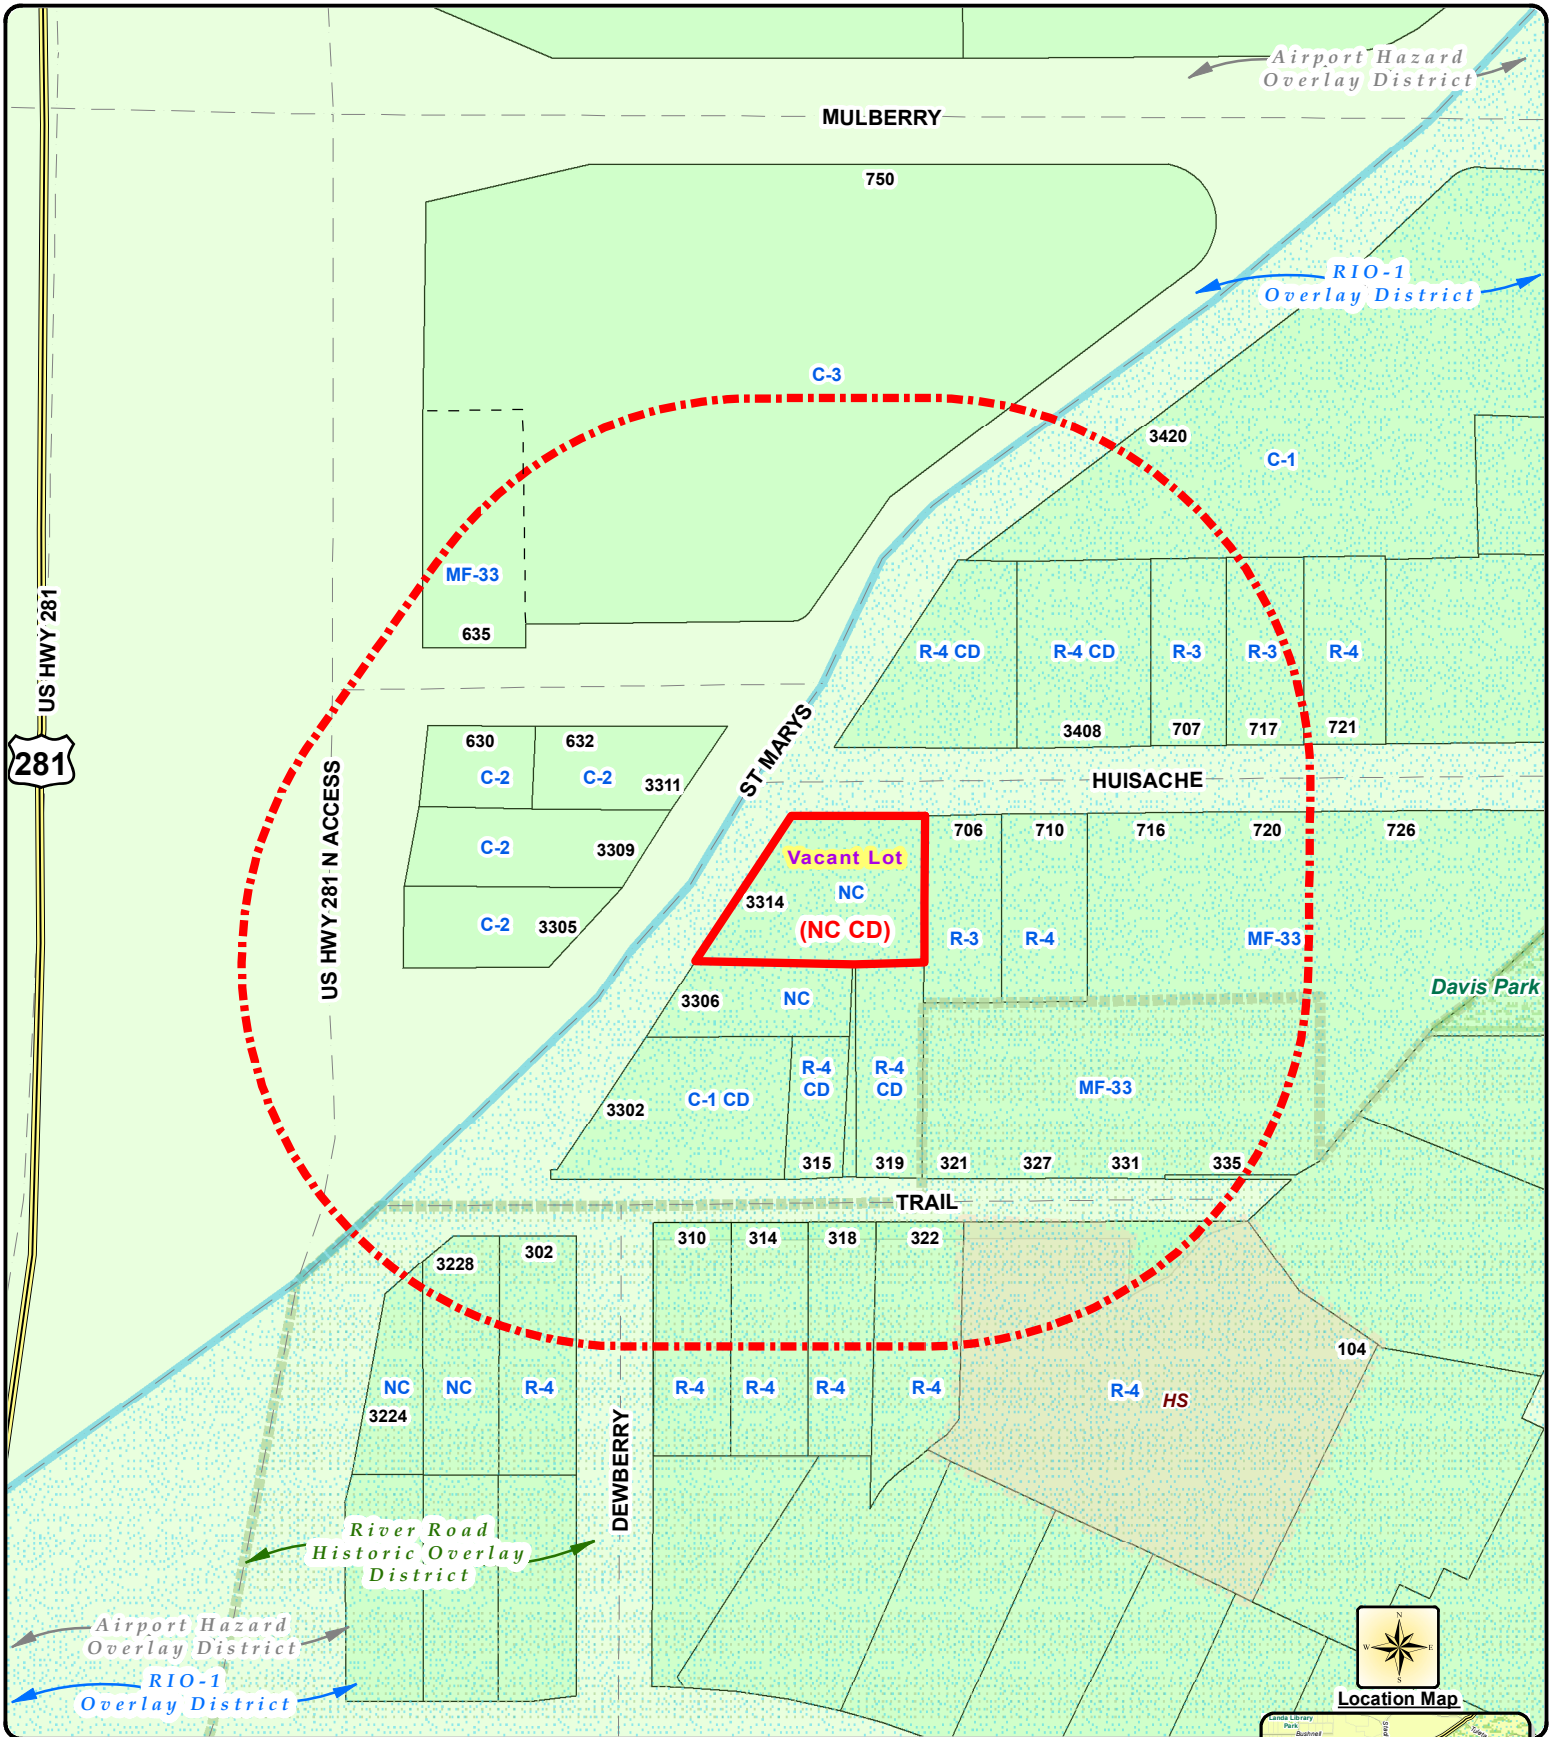 Airport Hazard
Overlay District
MULBERRY
750
RIO-1
Overlay District
C-3
3420
C-1
MF-33
635
US HWY 281
R-4 CD
R-4 CD
R-3
R-3
R-4
3408
707
717
721
ST MARYS
630
632
C-2
C-2
3311
281
HUISACHE
US HWY 281 N ACCESS
706
710
716
720
726
C-2
3309
Vacant Lot
NC
3314
(NC CD)
C-2
3305
R-3
R-4
MF-33
Davis Park
3306
NC
R-4
CD
R-4
CD
MF-33
C-1 CD
3302
315
319
321
327
331
335
TRAIL
310
314
318
322
3228
302
104
NC
NC
R-4
R-4
R-4
R-4
R-4
R-4
HS
3224
DEWBERRY
River Road
Historic Overlay
District
Airport Hazard
Overlay District
RIO-1
Overlay District
N
W
E
S
Location Map
Landa Library
Park
Bushnell